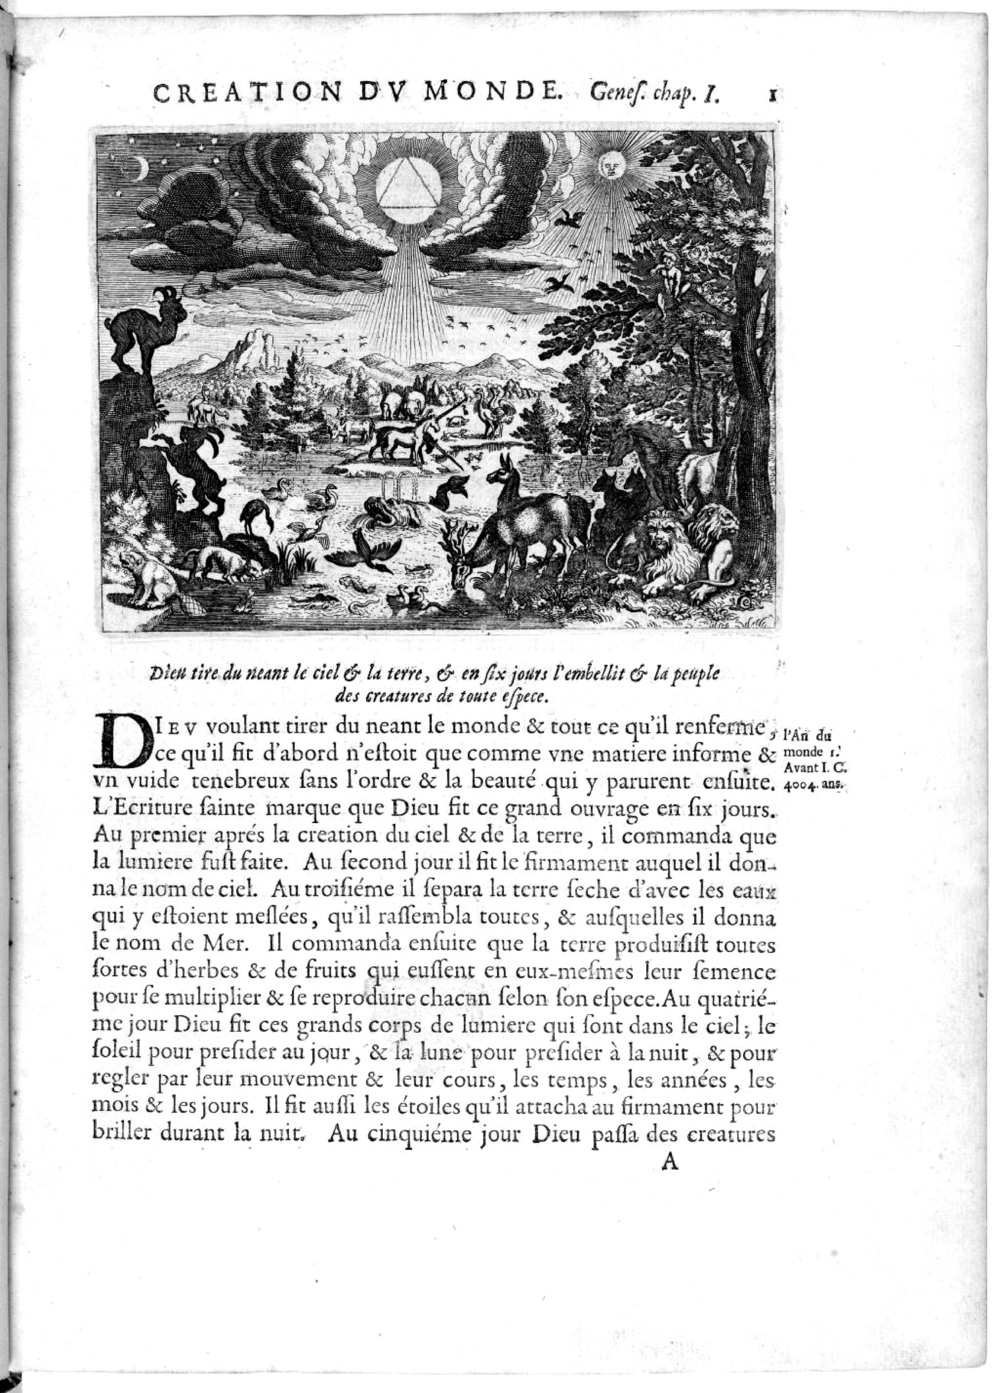 CREATION DV MONDE. Geneſ. chap. I. 1
Dieu tire du neant le ciel & la terre, & en ſix jours l'embellit & la peuple
des creatures de toute eſpece.
DIEV voulant tirer du neant le monde & tout ce qu'il renferme,
ce qu'il fit d'abord n'eſtoit que comme vne matiere informe &
vn vuide tenebreux ſans l'ordre & la beauté qui y parurent enſuite.
L'Ecriture ſainte marque que Dieu fit ce grand ouvrage en ſix jours.
Au premier aprés la creation du ciel & de la terre, il commanda que
la lumiere fuſt faite. Au ſecond jour il fit le firmament auquel il don-
na le nom de ciel. Au troiſiéme il ſepara la terre ſeche d'avec les eaux
qui y eſtoient meſlées, qu'il raſſembla toutes, & auſquelles il donna
le nom de Mer. Il commanda enſuite que la terre produiſiſt toutes
ſortes d'herbes & de fruits qui euſſent en eux-meſmes leur ſemence
pour ſe multiplier & ſe reproduire chacun ſelon ſon eſpece. Au quatrié-
me jour Dieu fit ces grands corps de lumiere qui ſont dans le ciel; le
ſoleil pour preſider au jour, & la lune pour preſider à la nuit, & pour
regler par leur mouvement & leur cours, les temps, les années, les
mois & les jours. Il fit auſſi les étoiles qu'il attacha au firmament pour
briller durant la nuit. Au cinquiéme jour Dieu paſſa des creatures
A
l'An du
monde 1.
Avant I. C.
4004. ans.